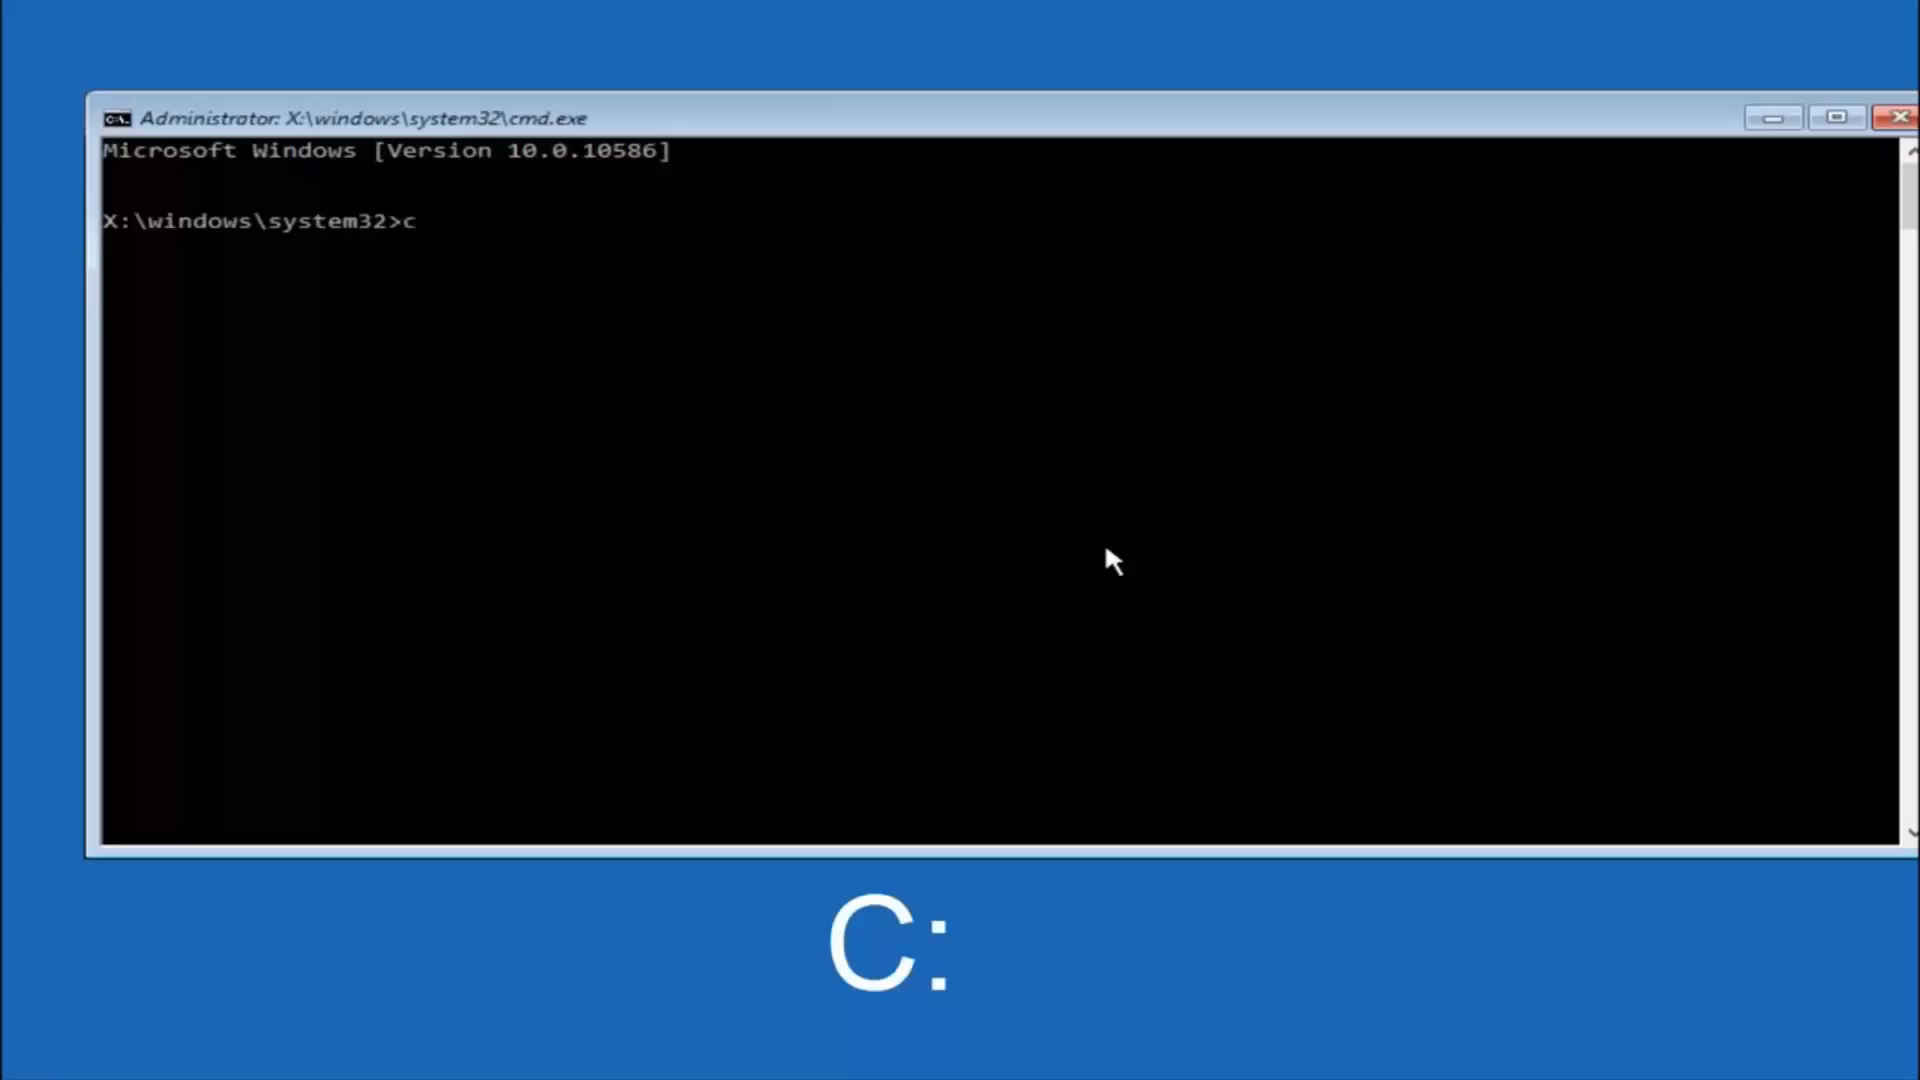 Administrator: X:\windows\system32\cmd.exe
Microsoft Windows [Version 10.0.10586]
X:\windows\system32>c
C: